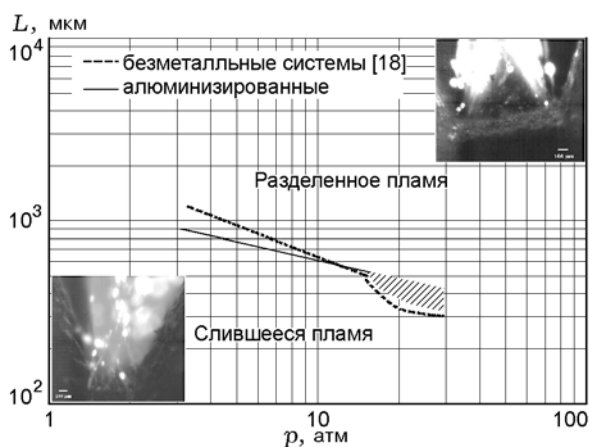 L, мкм
10⁴
безметалльные системы [18]
алюминизированные
Разделенное пламя
10³
Слившееся пламя
10²
1
10
100
p, атм